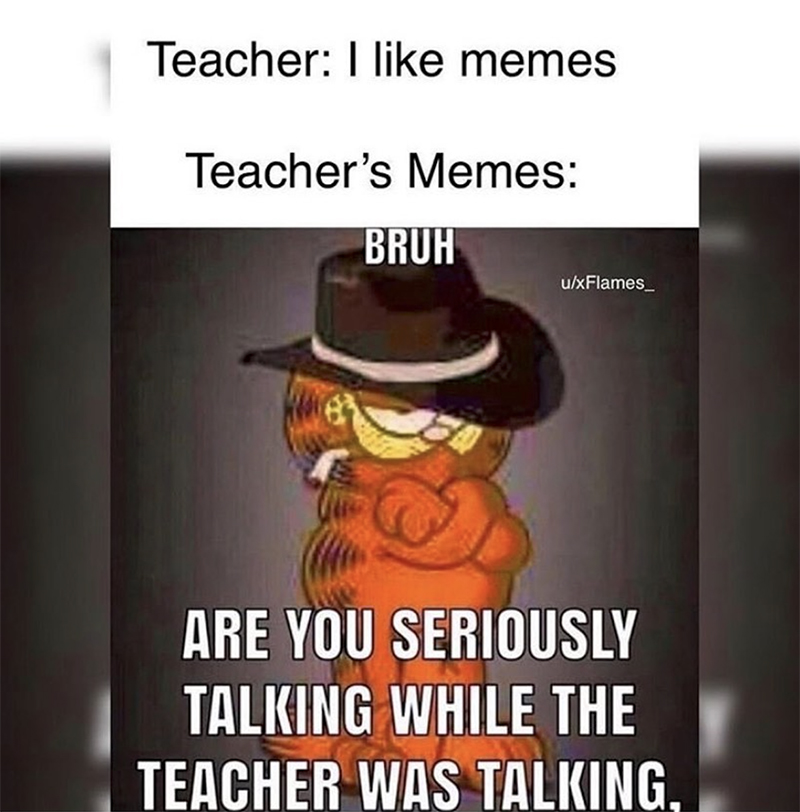 Teacher: I like memes
Teacher’s Memes:
BRUH
u/xFlames_
ARE YOU SERIOUSLY
TALKING WHILE THE
TEACHER WAS TALKING.